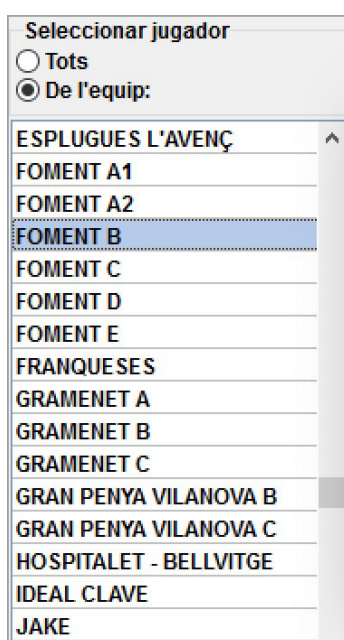 Seleccionar jugador
Tots
De l'equip:
ESPLUGUES L'AVENÇ
FOMENT A1
FOMENT A2
FOMENT B
FOMENT C
FOMENT D
FOMENT E
FRANQUESES
GRAMENET A
GRAMENET B
GRAMENET C
GRAN PENYA VILANOVA B
GRAN PENYA VILANOVA C
HOSPITALET - BELLVITGE
IDEAL CLAVE
JAKE